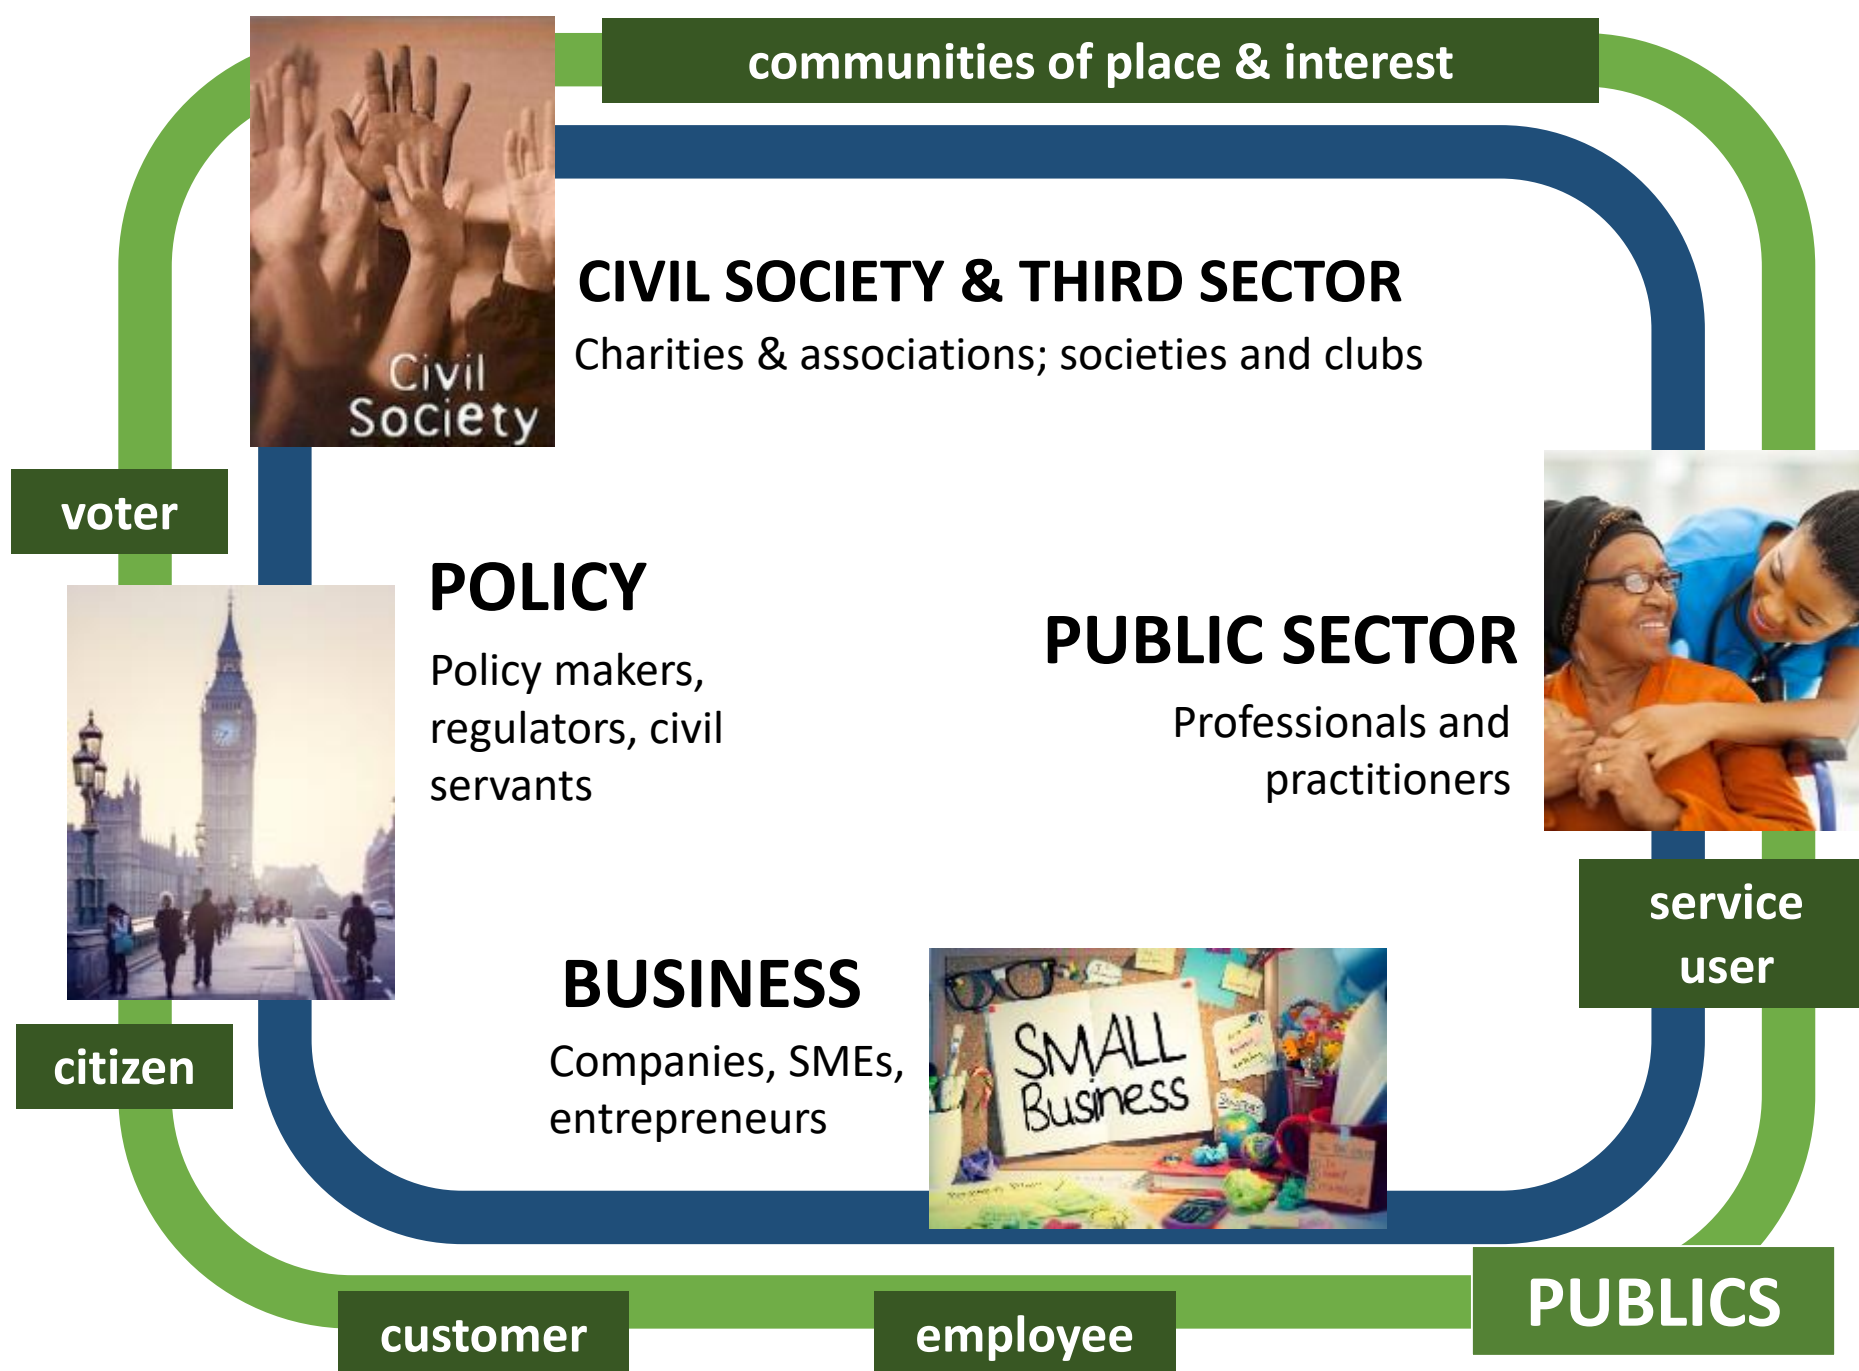 communities of place & interest
Civil
Society
CIVIL SOCIETY & THIRD SECTOR
Charities & associations; societies and clubs
voter
POLICY
Policy makers,
regulators, civil
servants
PUBLIC SECTOR
Professionals and
practitioners
service
user
citizen
BUSINESS
Companies, SMEs,
entrepreneurs
SMALL
Business
customer
employee
PUBLICS